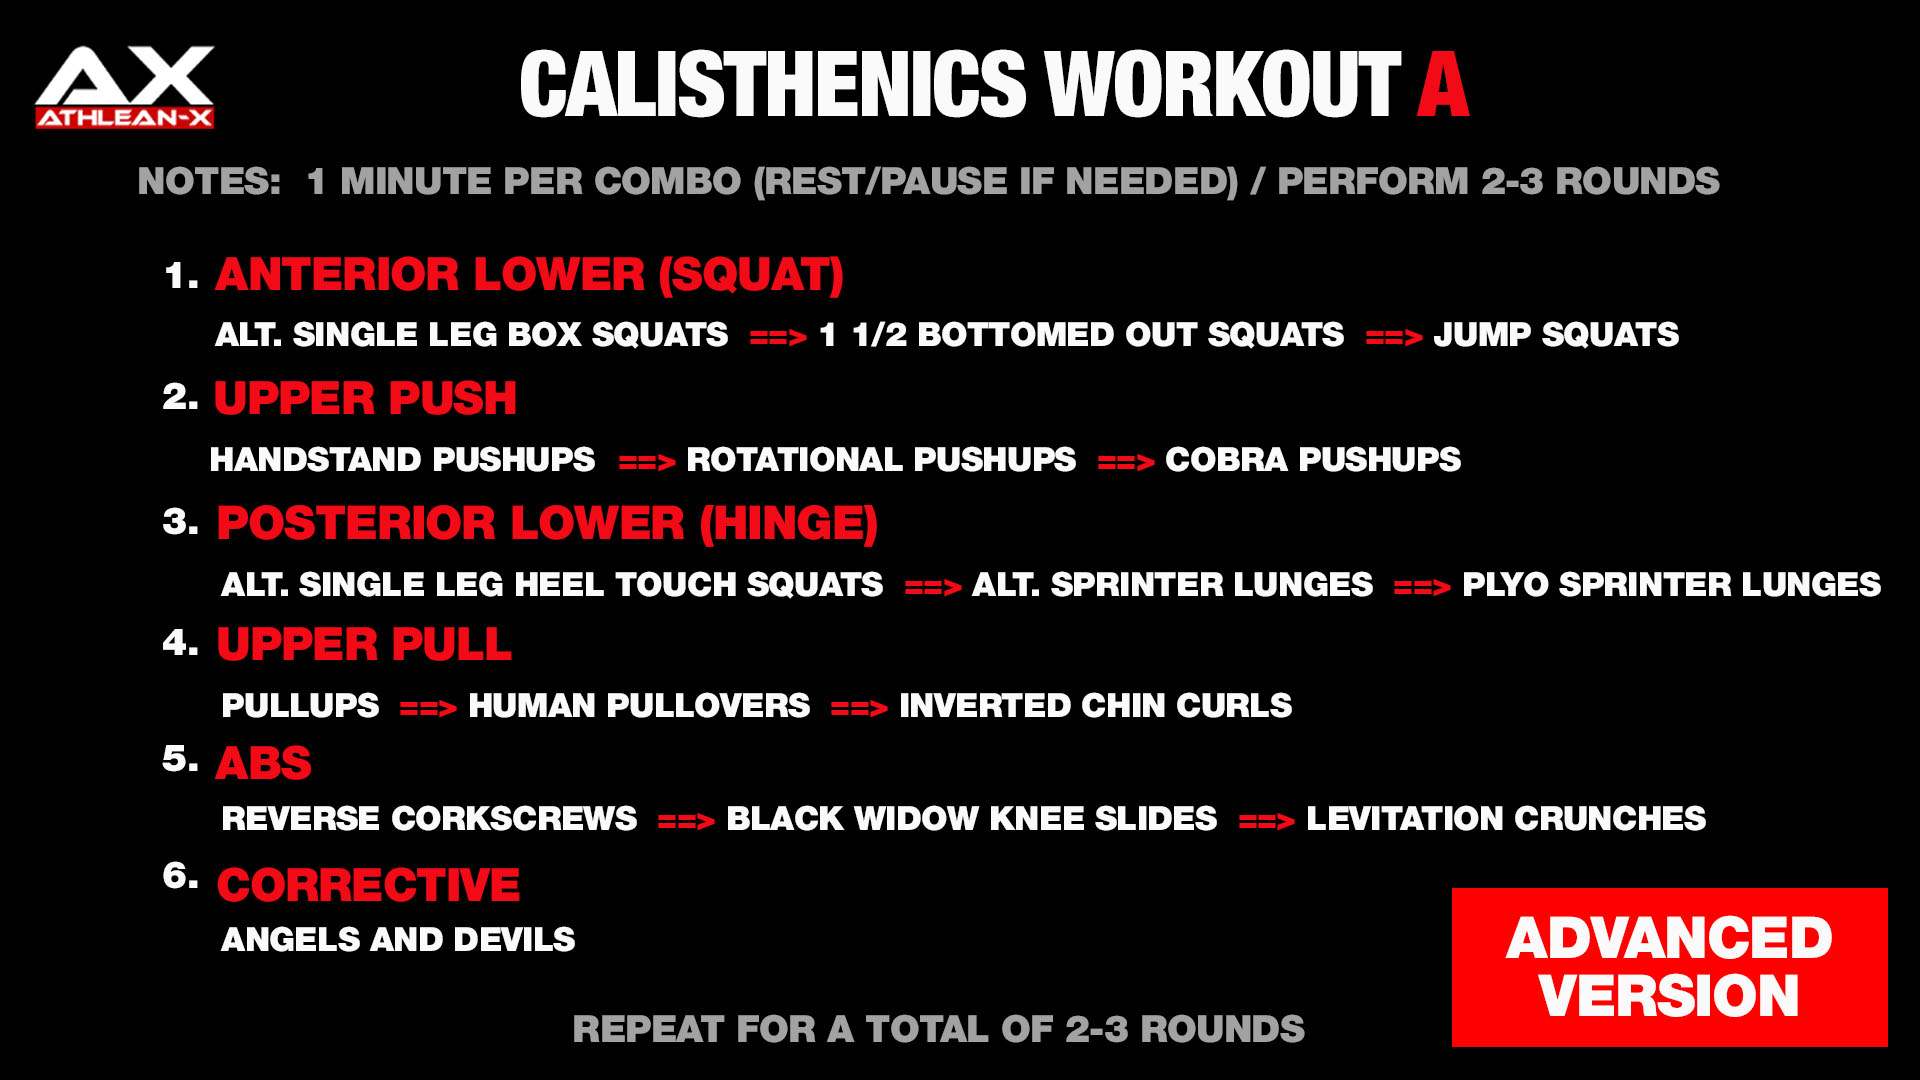 AX
ATHLEAN-X
CALISTHENICS WORKOUT A
NOTES: 1 MINUTE PER COMBO (REST/PAUSE IF NEEDED) / PERFORM 2-3 ROUNDS
1. ANTERIOR LOWER (SQUAT)
ALT. SINGLE LEG BOX SQUATS ==> 1 1/2 BOTTOMED OUT SQUATS ==> JUMP SQUATS
2. UPPER PUSH
HANDSTAND PUSHUPS ==> ROTATIONAL PUSHUPS ==> COBRA PUSHUPS
3. POSTERIOR LOWER (HINGE)
ALT. SINGLE LEG HEEL TOUCH SQUATS ==> ALT. SPRINTER LUNGES ==> PLYO SPRINTER LUNGES
4. UPPER PULL
PULLUPS ==> HUMAN PULLOVERS ==> INVERTED CHIN CURLS
5. ABS
REVERSE CORKSCREWS ==> BLACK WIDOW KNEE SLIDES ==> LEVITATION CRUNCHES
6. CORRECTIVE
ANGELS AND DEVILS
ADVANCED
VERSION
REPEAT FOR A TOTAL OF 2-3 ROUNDS